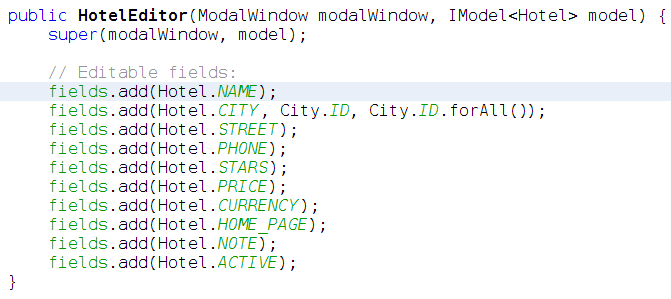 public HotelEditor(ModalWindow modalWindow, IModel<Hotel> model) {
    super(modalWindow, model);

    // Editable fields:
    fields.add(Hotel.NAME);
    fields.add(Hotel.CITY, City.ID, City.ID.forAll());
    fields.add(Hotel.STREET);
    fields.add(Hotel.PHONE);
    fields.add(Hotel.STARS);
    fields.add(Hotel.PRICE);
    fields.add(Hotel.CURRENCY);
    fields.add(Hotel.HOME_PAGE);
    fields.add(Hotel.NOTE);
    fields.add(Hotel.ACTIVE);
}